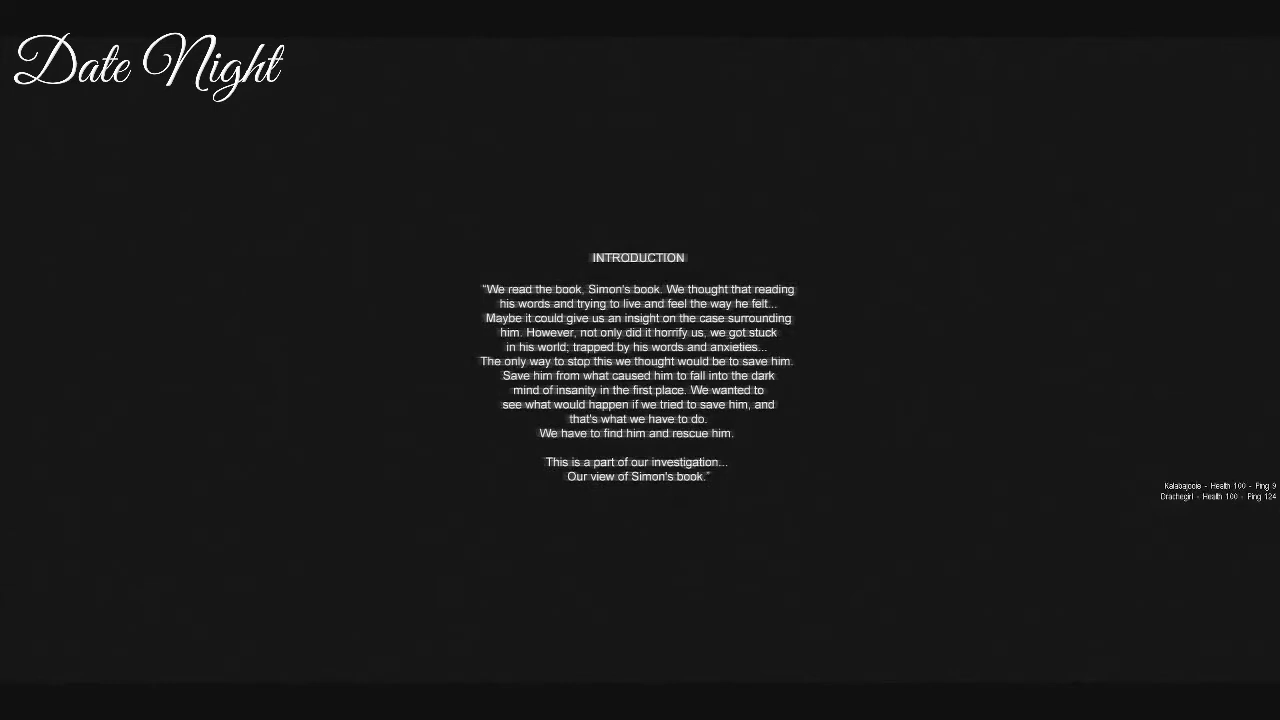 Date Night
INTRODUCTION
"We read the book, Simon's book. We thought that reading
his words and trying to live and feel the way he felt...
Maybe it could give us an insight on the case surrounding
him. However, not only did it horrify us, we got stuck
in his world; trapped by his words and anxieties...
The only way to stop this we thought would be to save him.
Save him from what caused him to fall into the dark
mind of insanity in the first place. We wanted to
see what would happen if we tried to save him, and
that's what we have to do.
We have to find him and rescue him.
This is a part of our investigation...
Our view of Simon's book."
- Health 100 - Ping 9
Drachegirl - Health 100 - Ping 124